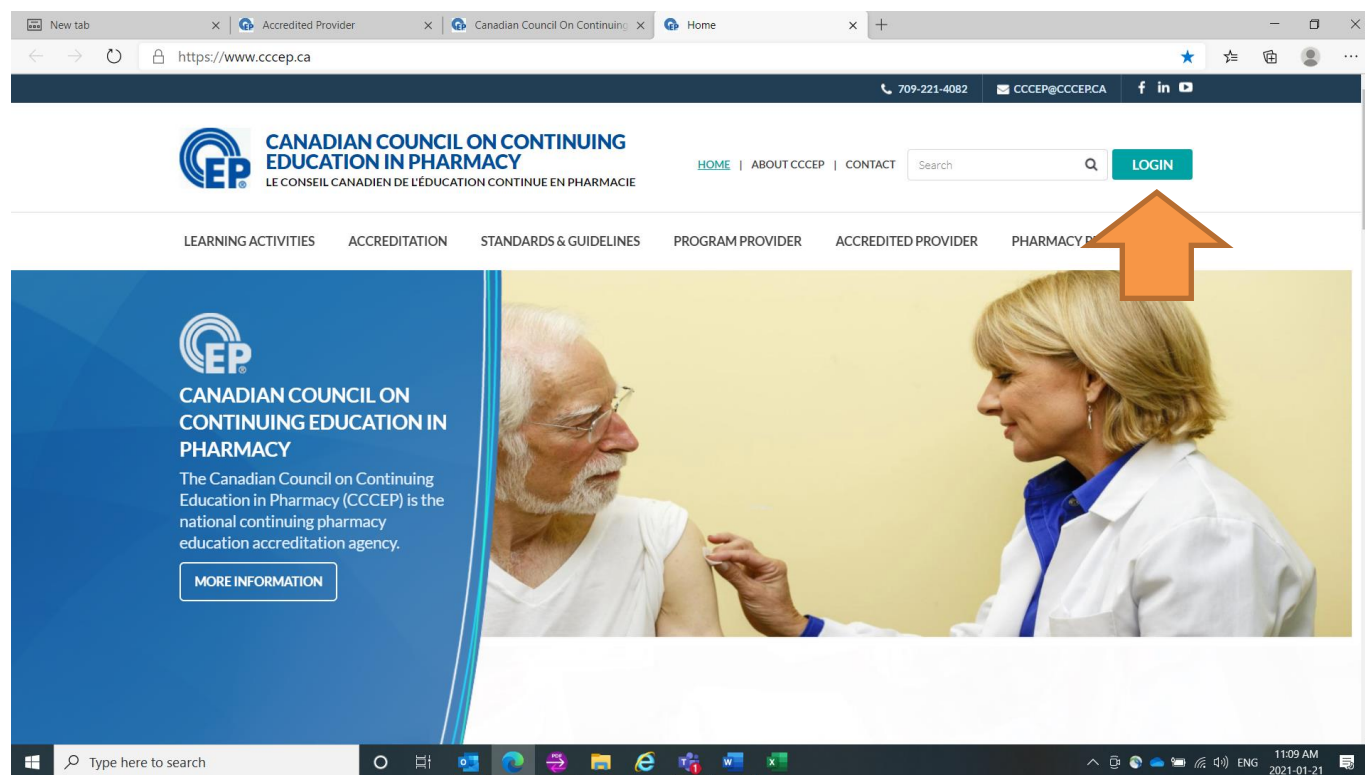 New tab
Accredited Provider
Canadian Council On Continuing
Home
https://www.cccep.ca
709-221-4082
CCCEP@CCCEP.CA
CEP
CANADIAN COUNCIL ON CONTINUING
EDUCATION IN PHARMACY
LE CONSEIL CANADIEN DE L'ÉDUCATION CONTINUE EN PHARMACIE
HOME | ABOUT CCCEP | CONTACT
Search
LOGIN
LEARNING ACTIVITIES
ACCREDITATION
STANDARDS & GUIDELINES
PROGRAM PROVIDER
ACCREDITED PROVIDER
PHARMACY
CEP
CANADIAN COUNCIL ON
CONTINUING EDUCATION IN
PHARMACY
The Canadian Council on Continuing
Education in Pharmacy (CCCEP) is the
national continuing pharmacy
education accreditation agency.
MORE INFORMATION
Type here to search
ENG
11:09 AM
2021-01-21